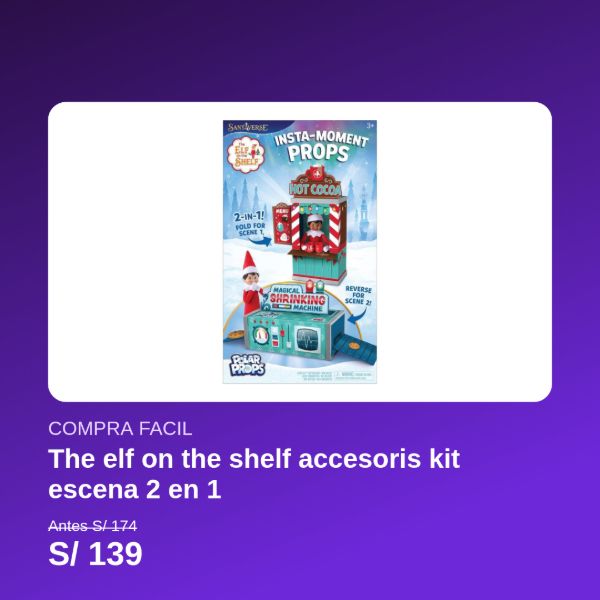 SANTAVERSE
3+
The
ELF
on the
SHELF
INSTA-MOMENT
PROPS
HOT COCOA
MENU
2-IN-1!
FOLD FOR
SCENE 1
REVERSE
FOR
SCENE 2!
MAGICAL
SHRINKING
MACHINE
POLAR
PROPS
COMPRA FACIL
The elf on the shelf accesoris kit
escena 2 en 1
Antes S/ 174
S/ 139